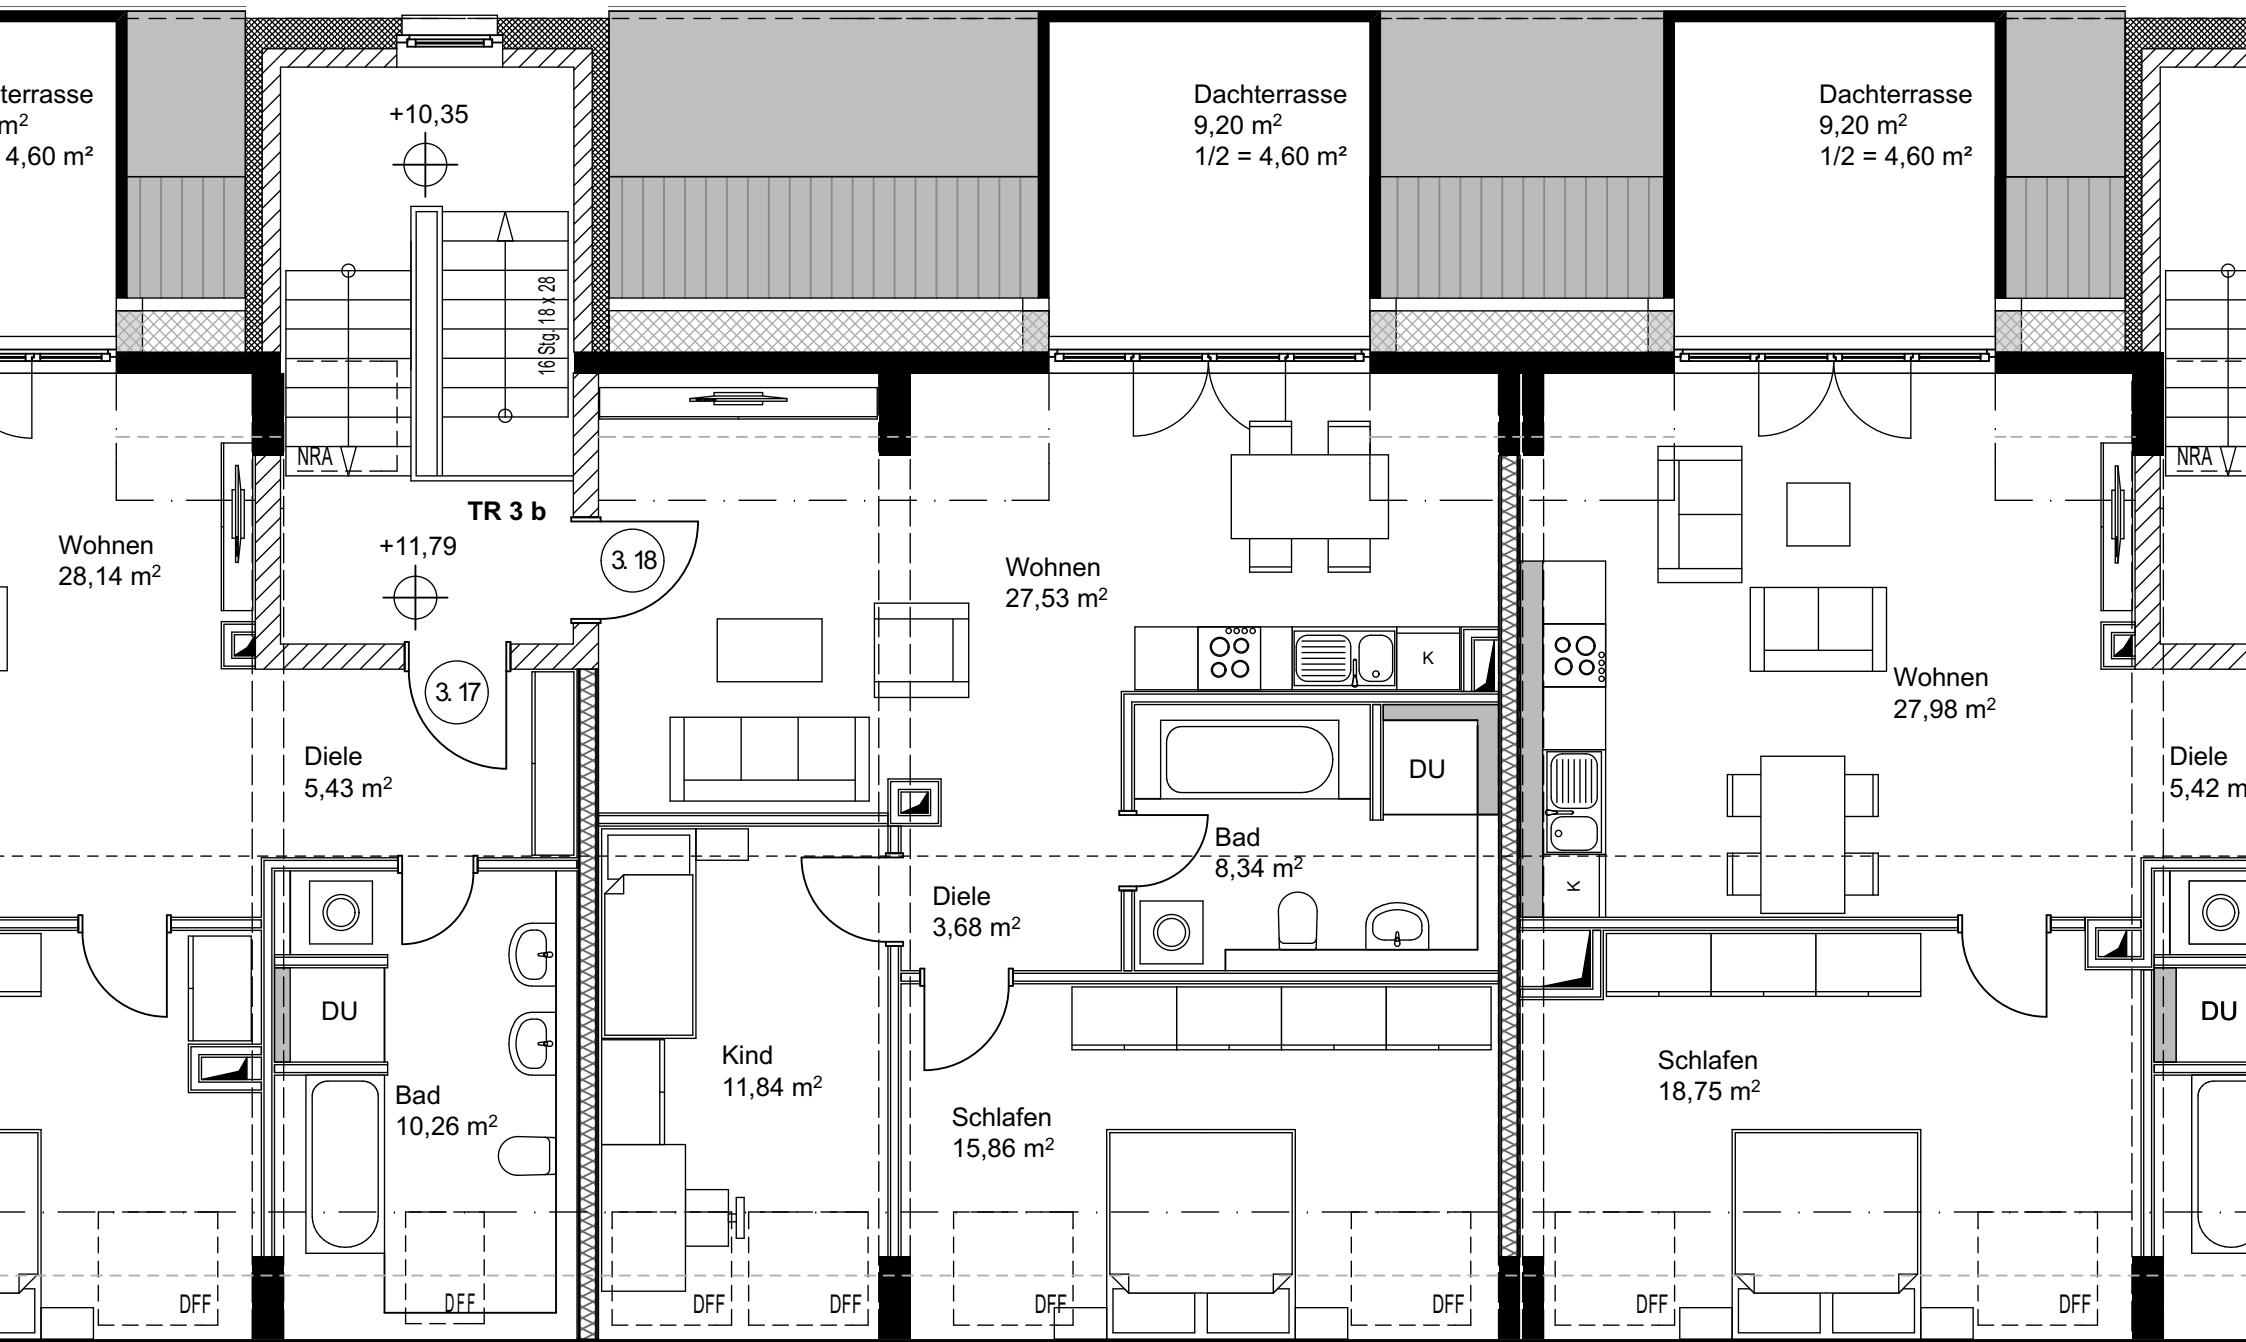 terrasse
m²
4,60 m²
+10,35
Dachterrasse
9,20 m²
1/2 = 4,60 m²
Dachterrasse
9,20 m²
1/2 = 4,60 m²
16 Stg. 18 x 28
NRA
NRA
TR 3 b
+11,79
3.18
3.17
Wohnen
28,14 m²
Wohnen
27,53 m²
K
Wohnen
27,98 m²
K
Diele
5,43 m²
DU
Diele
5,42 m
Bad
8,34 m²
Diele
3,68 m²
DU
DU
Bad
10,26 m²
Kind
11,84 m²
Schlafen
15,86 m²
Schlafen
18,75 m²
DFF
DFF
DFF
DFF
DFF
DFF
DFF
DFF